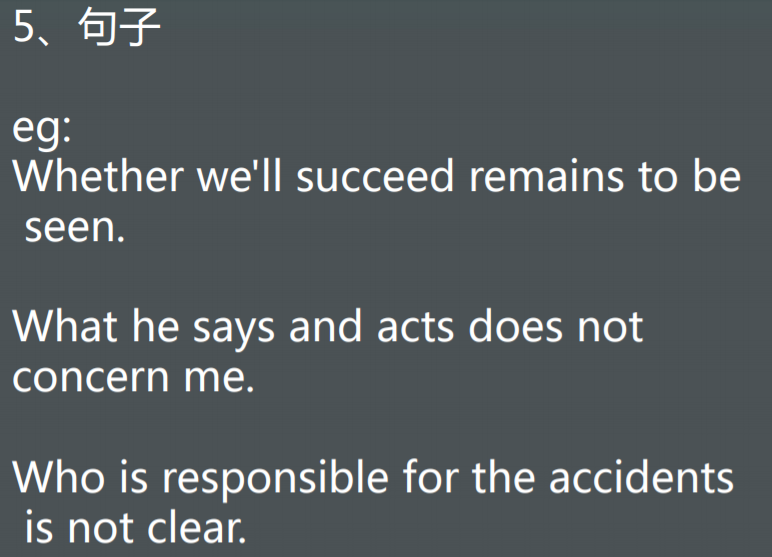 5、句子
eg:
Whether we'll succeed remains to be
seen.
What he says and acts does not
concern me.
Who is responsible for the accidents
is not clear.